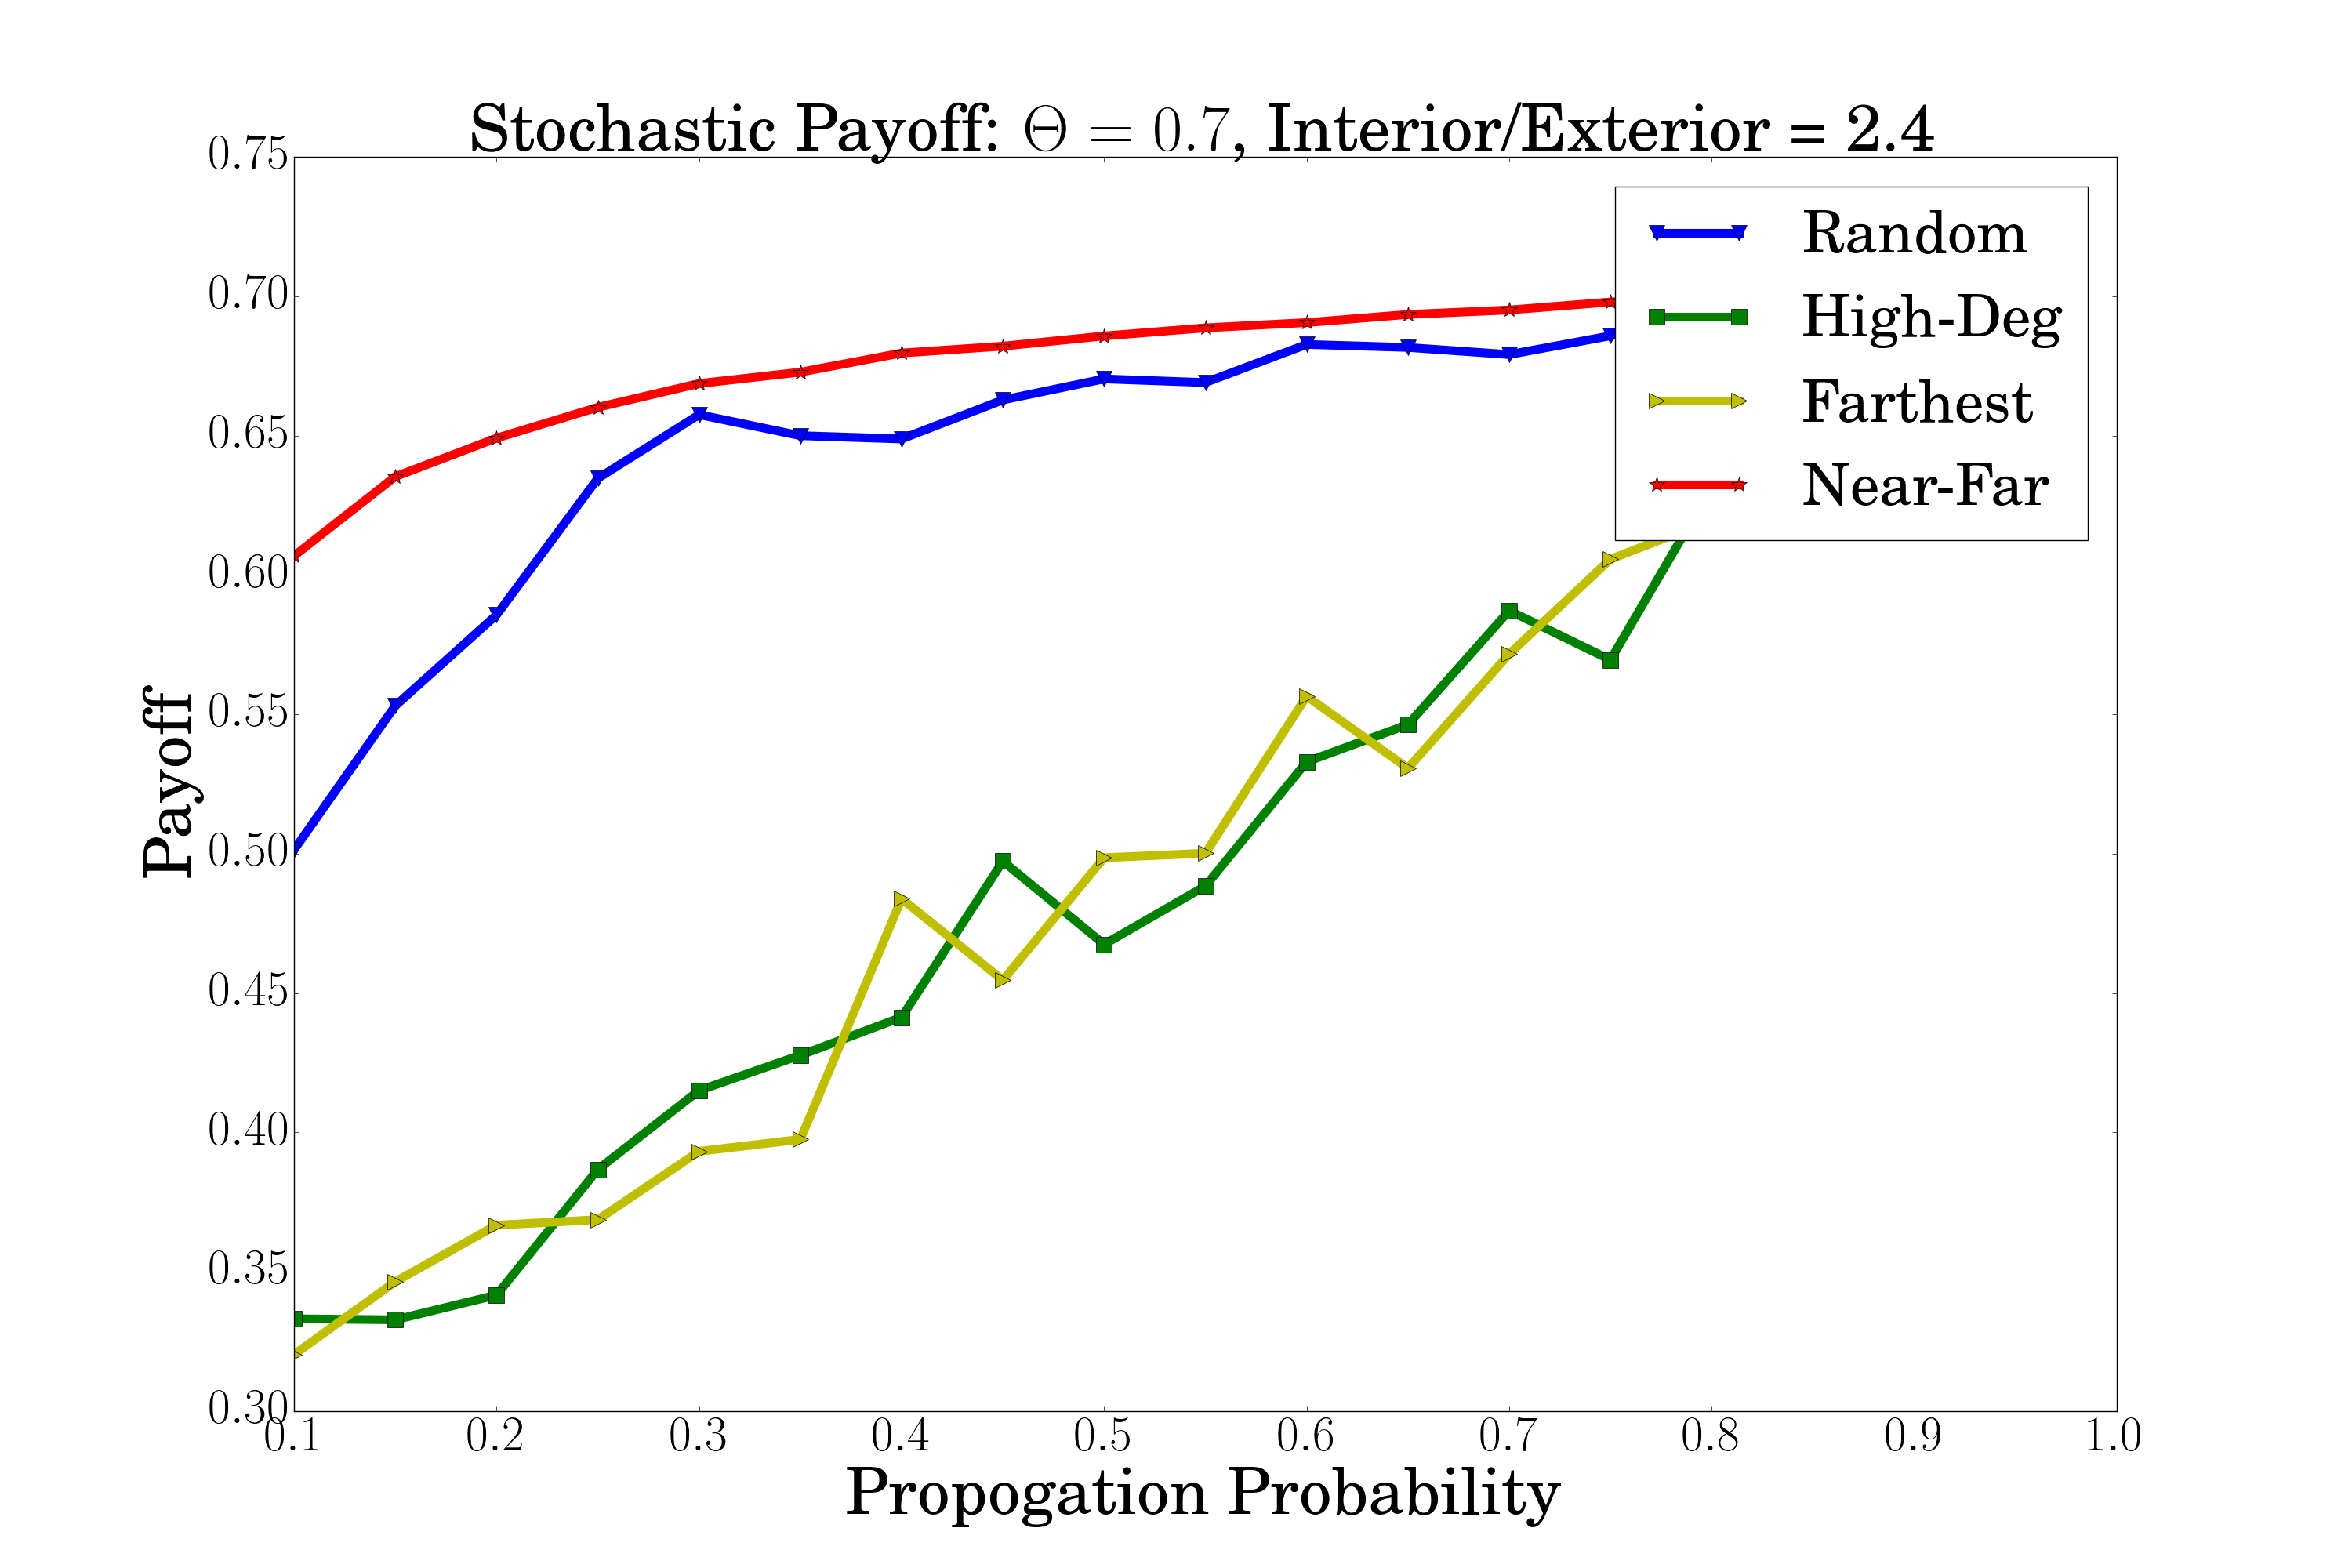 Stochastic Payoff: Θ = 0.7, Interior/Exterior = 2.4
0.75
0.70
0.65
0.60
0.55
0.50
0.45
0.40
0.35
0.30
Payoff
Random
High-Deg
Farthest
Near-Far
0.1 0.2 0.3 0.4 0.5 0.6 0.7 0.8 0.9 1.0
Propogation Probability